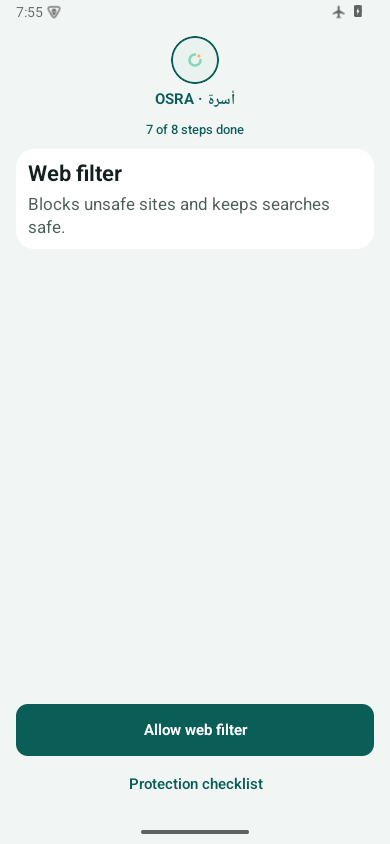 7:55
OSRA · أسرة
7 of 8 steps done
Web filter
Blocks unsafe sites and keeps searches
safe.
Allow web filter
Protection checklist